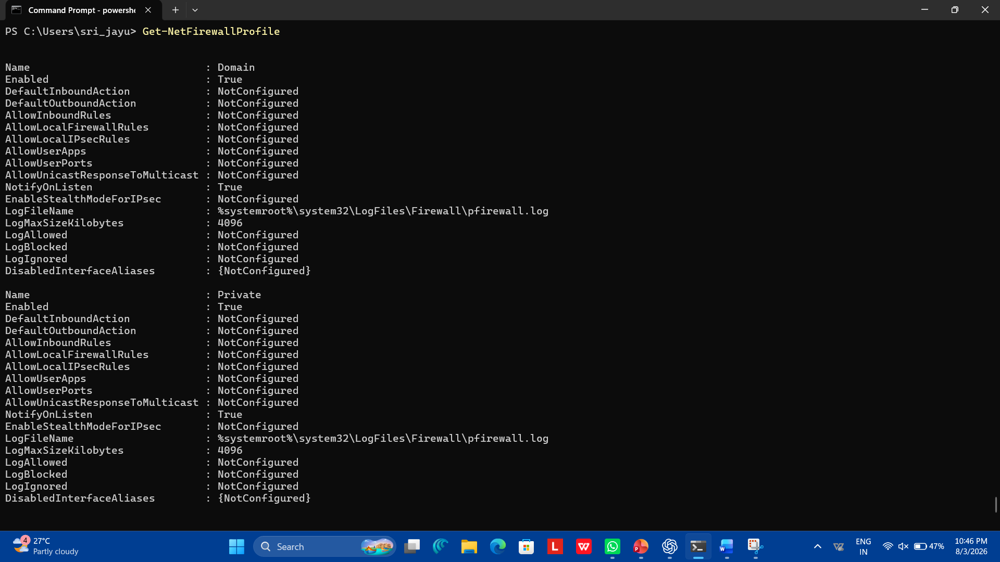 Command Prompt - powershe
PS C:\Users\sri_jayu> Get-NetFirewallProfile
Name : Domain
Enabled : True
DefaultInboundAction : NotConfigured
DefaultOutboundAction : NotConfigured
AllowInboundRules : NotConfigured
AllowLocalFirewallRules : NotConfigured
AllowLocalIPsecRules : NotConfigured
AllowUserApps : NotConfigured
AllowUserPorts : NotConfigured
AllowUnicastResponseToMulticast : NotConfigured
NotifyOnListen : True
EnableStealthModeForIPsec : NotConfigured
LogFileName : %systemroot%\system32\LogFiles\Firewall\pfirewall.log
LogMaxSizeKilobytes : 4096
LogAllowed : NotConfigured
LogBlocked : NotConfigured
LogIgnored : NotConfigured
DisabledInterfaceAliases : {NotConfigured}
Name : Private
Enabled : True
DefaultInboundAction : NotConfigured
DefaultOutboundAction : NotConfigured
AllowInboundRules : NotConfigured
AllowLocalFirewallRules : NotConfigured
AllowLocalIPsecRules : NotConfigured
AllowUserApps : NotConfigured
AllowUserPorts : NotConfigured
AllowUnicastResponseToMulticast : NotConfigured
NotifyOnListen : True
EnableStealthModeForIPsec : NotConfigured
LogFileName : %systemroot%\system32\LogFiles\Firewall\pfirewall.log
LogMaxSizeKilobytes : 4096
LogAllowed : NotConfigured
LogBlocked : NotConfigured
LogIgnored : NotConfigured
DisabledInterfaceAliases : {NotConfigured}
4 27°C
Partly cloudy
Search
L
W
P
W
ENG
IN
47%
10:46 PM
8/3/2026